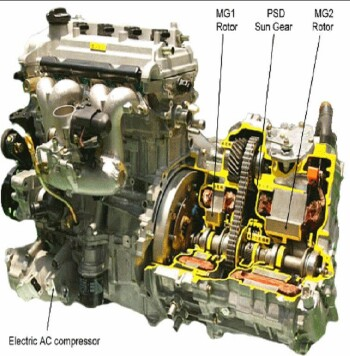 MG1
Rotor
PSD
Sun Gear
MG2
Rotor
Electric AC compressor